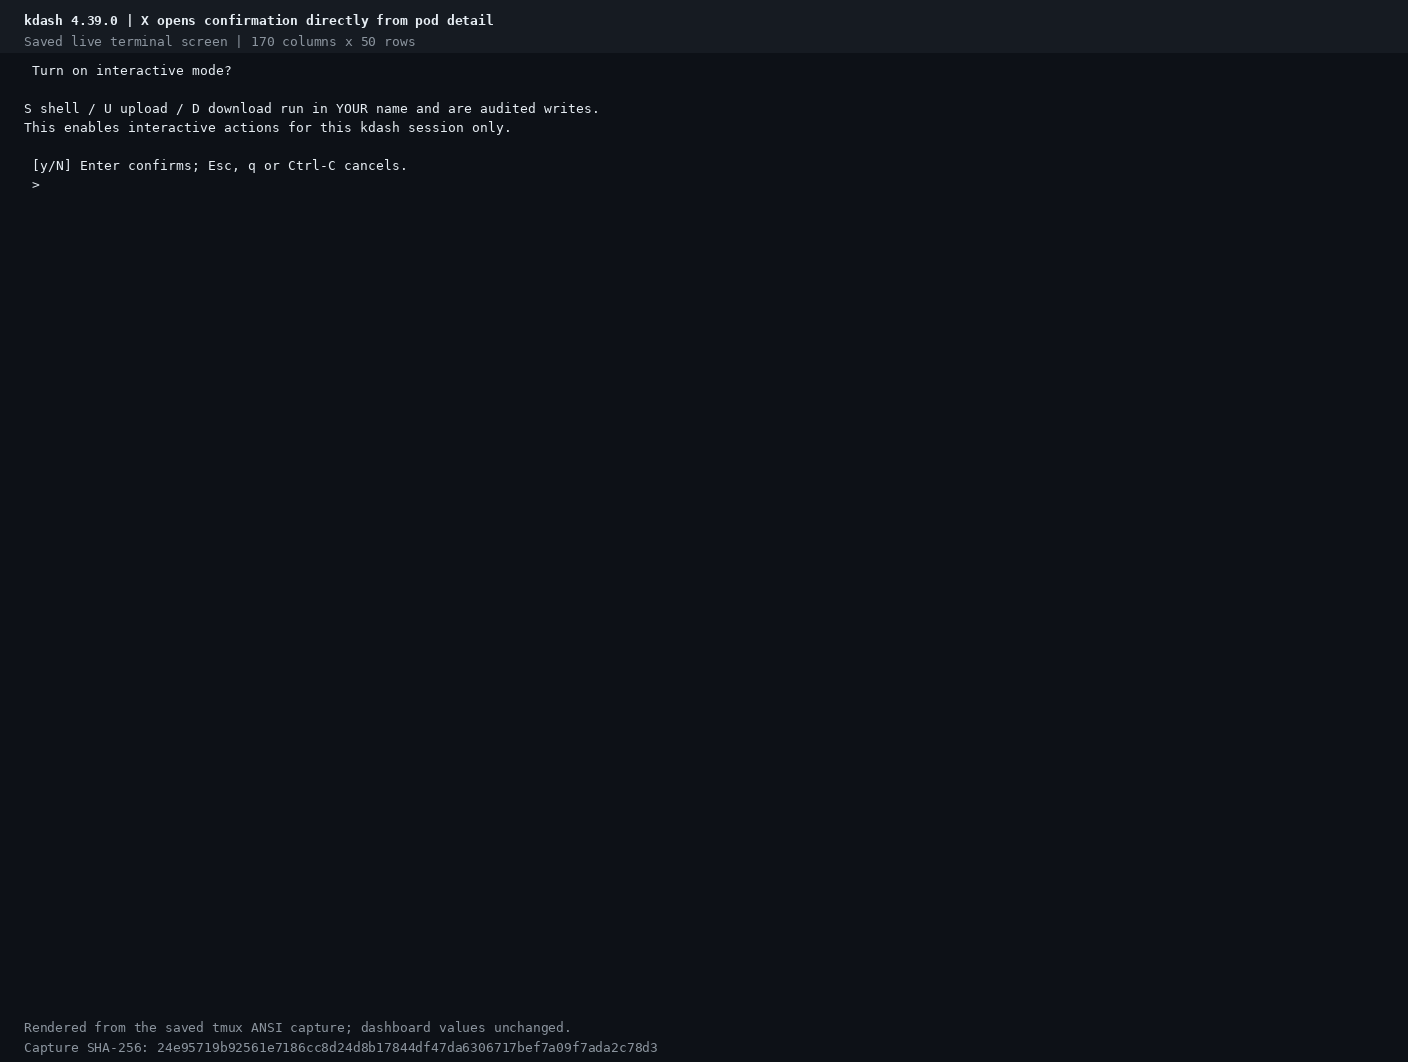 kdash 4.39.0 | X opens confirmation directly from pod detail
Saved live terminal screen | 170 columns x 50 rows
Turn on interactive mode?
S shell / U upload / D download run in YOUR name and are audited writes.
This enables interactive actions for this kdash session only.
[y/N] Enter confirms; Esc, q or Ctrl-C cancels.
>
Rendered from the saved tmux ANSI capture; dashboard values unchanged.
Capture SHA-256: 24e95719b92561e7186cc8d24d8b17844df47da6306717bef7a09f7ada2c78d3